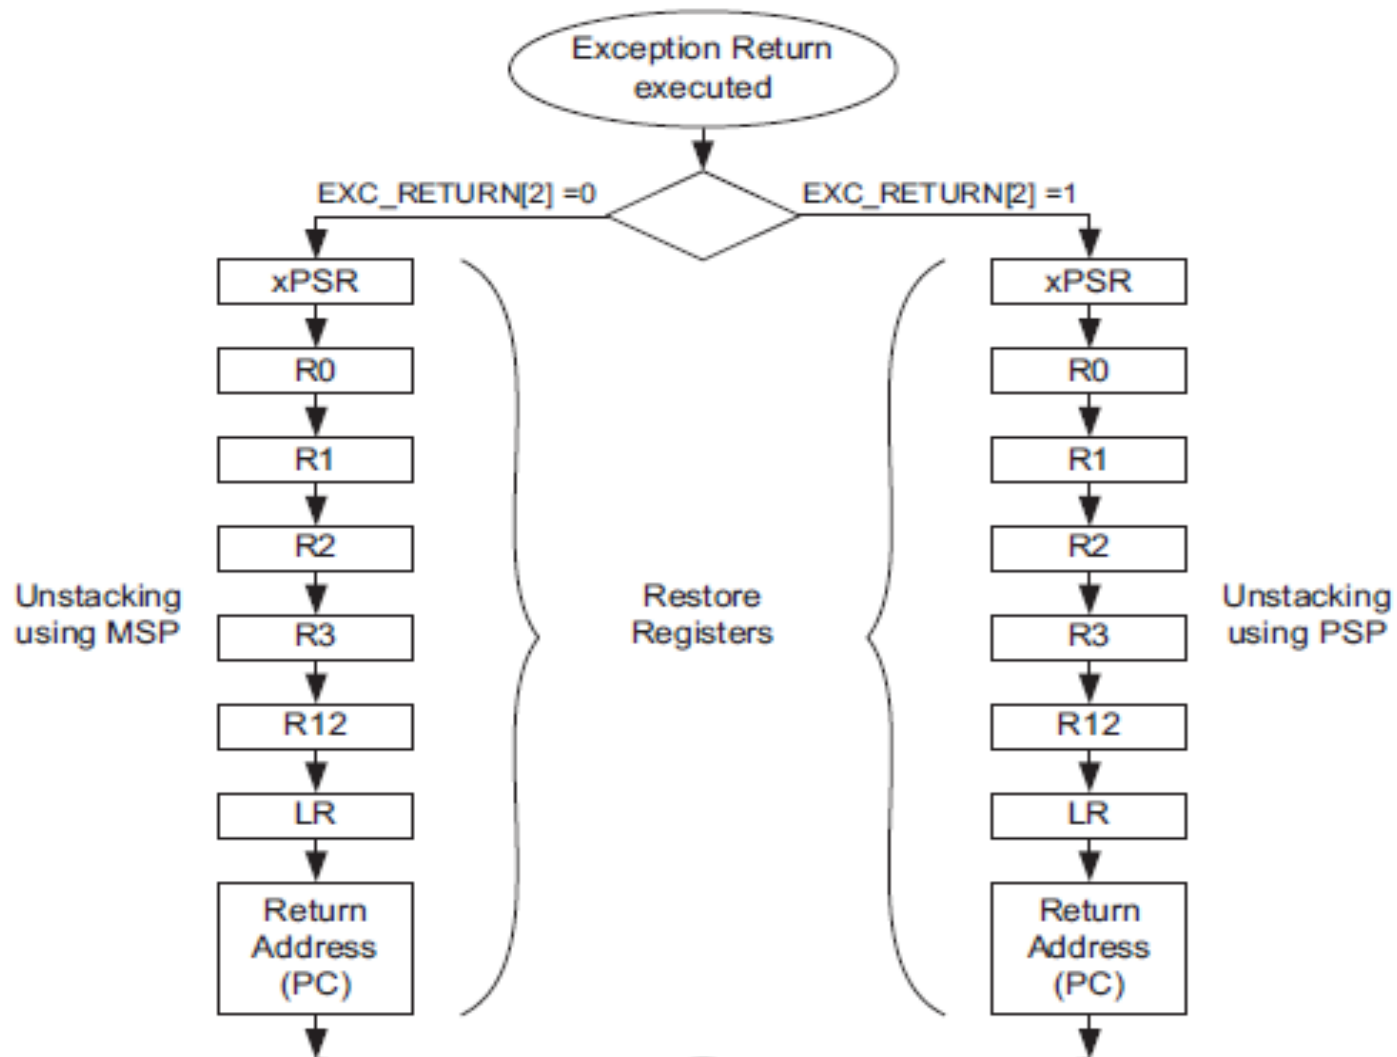 Exception Return
executed
EXC_RETURN[2] =0
EXC_RETURN[2] =1
xPSR
R0
R1
R2
R3
R12
LR
Return
Address
(PC)
Unstacking
using MSP
Restore
Registers
xPSR
R0
R1
R2
R3
R12
LR
Return
Address
(PC)
Unstacking
using PSP